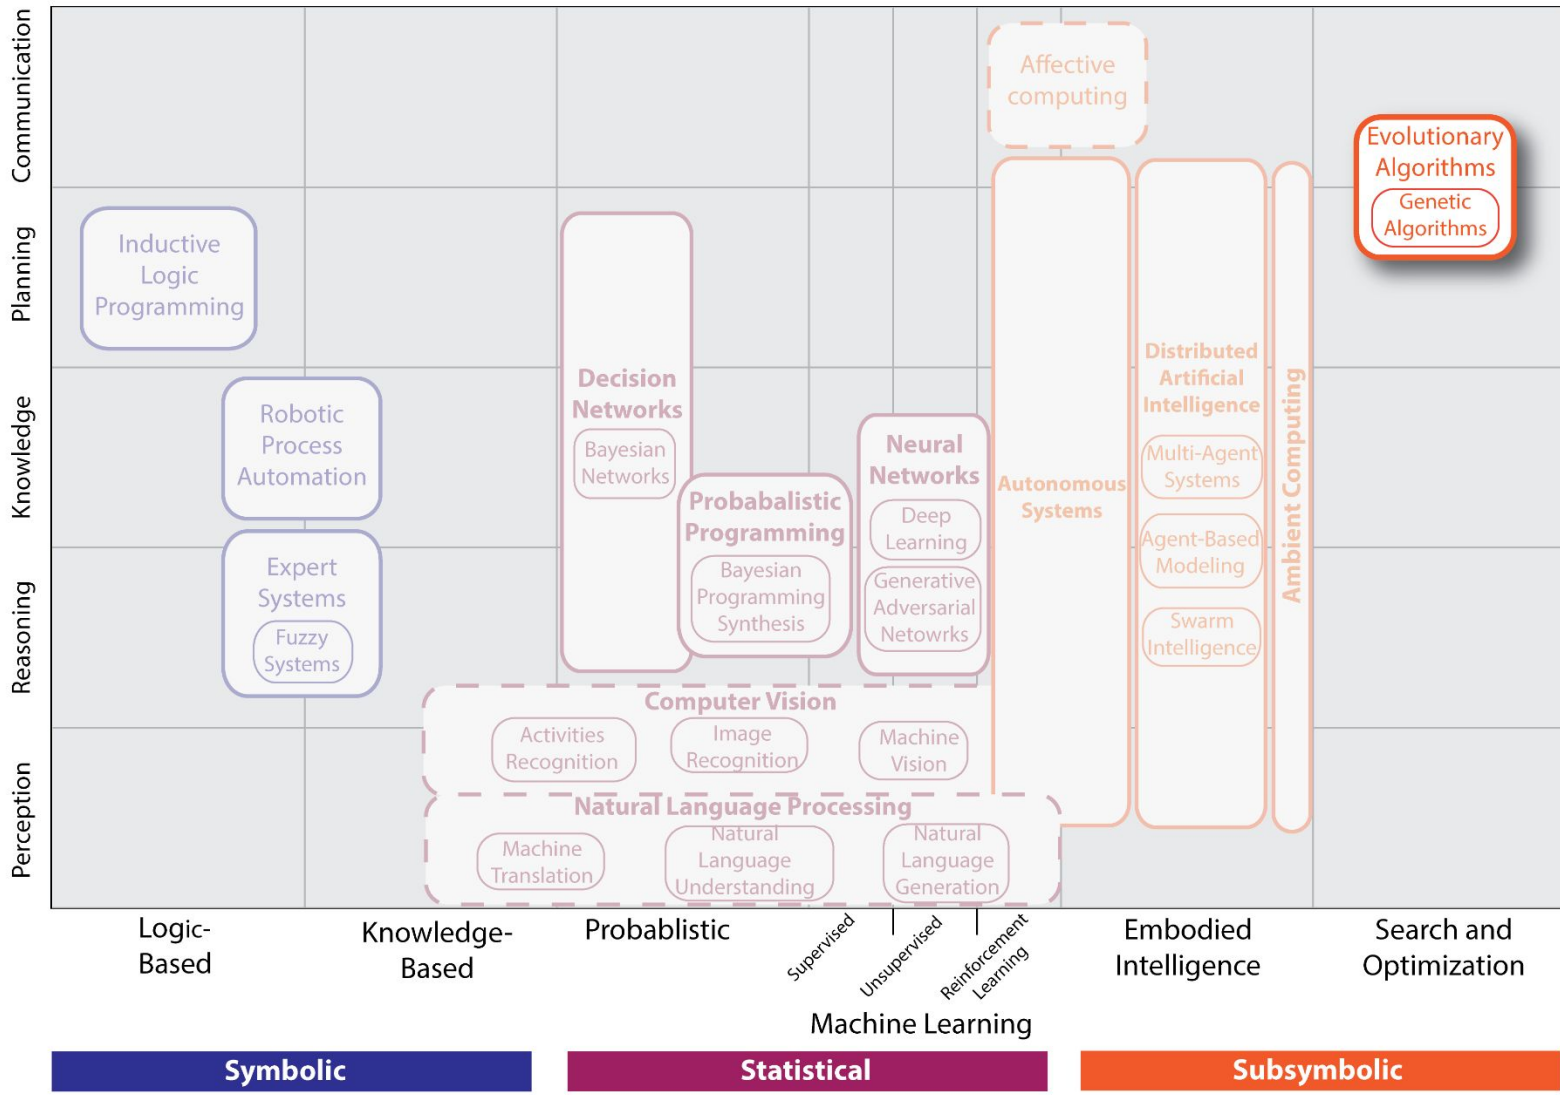 Communication
Planning
Knowledge
Reasoning
Perception
Affective
computing
Evolutionary
Algorithms
Genetic
Algorithms
Inductive
Logic
Programming
Robotic
Process
Automation
Expert
Systems
Fuzzy
Systems
Decision
Networks
Bayesian
Networks
Probabalistic
Programming
Bayesian
Programming
Synthesis
Neural
Networks
Deep
Learning
Generative
Adversarial
Netowrks
Autonomous
Systems
Distributed
Artificial
Intelligence
Multi-Agent
Systems
Agent-Based
Modeling
Swarm
Intelligence
Ambient Computing
Computer Vision
Activities
Recognition
Image
Recognition
Machine
Vision
Natural Language Processing
Machine
Translation
Natural
Language
Understanding
Natural
Language
Generation
Logic-
Based
Knowledge-
Based
Probablistic
Supervised
Unsupervised
Reinforcement
Learning
Machine Learning
Embodied
Intelligence
Search and
Optimization
Symbolic
Statistical
Subsymbolic